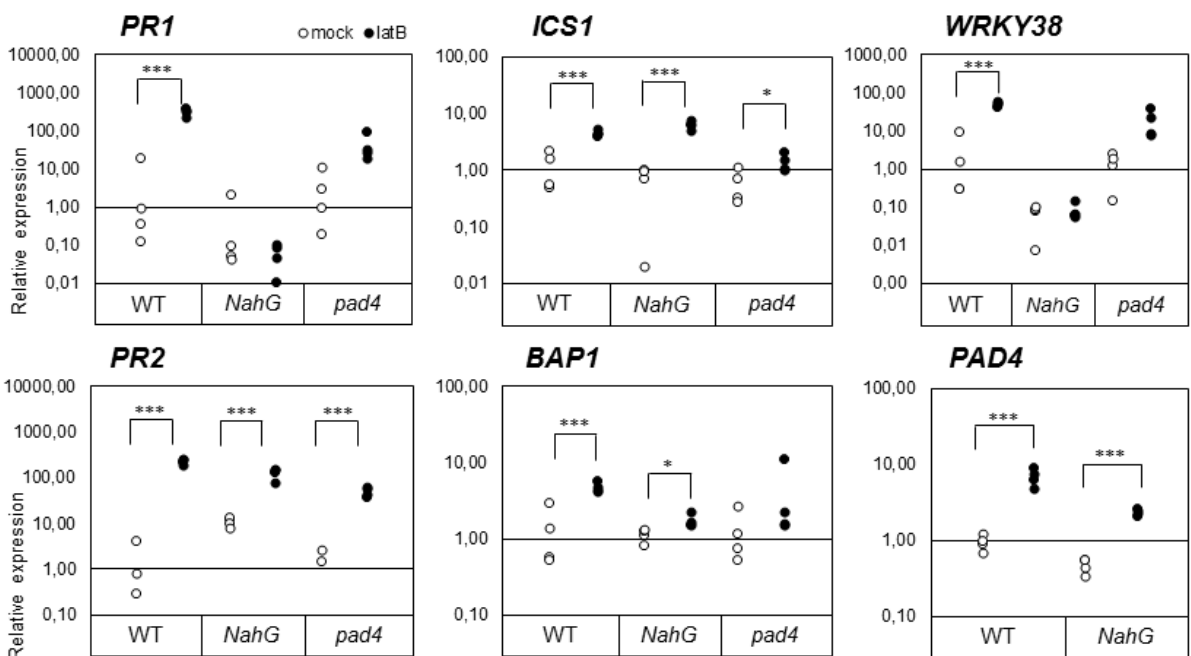 PR1
○mock ●latB
ICS1
WRKY38
Relative expression
10000,00
1000,00
100,00
10,00
1,00
0,10
0,01
***
WT NahG pad4
100,00
10,00
1,00
0,10
0,01
*** *** *
WT NahG pad4
1000,00
100,00
10,00
1,00
0,10
0,01
0,00
***
WT NahG pad4
PR2
BAP1
PAD4
Relative expression
10000,00
1000,00
100,00
10,00
1,00
0,10
*** *** ***
WT NahG pad4
100,00
10,00
1,00
0,10
*** *
WT NahG pad4
100,00
10,00
1,00
0,10
*** ***
WT NahG